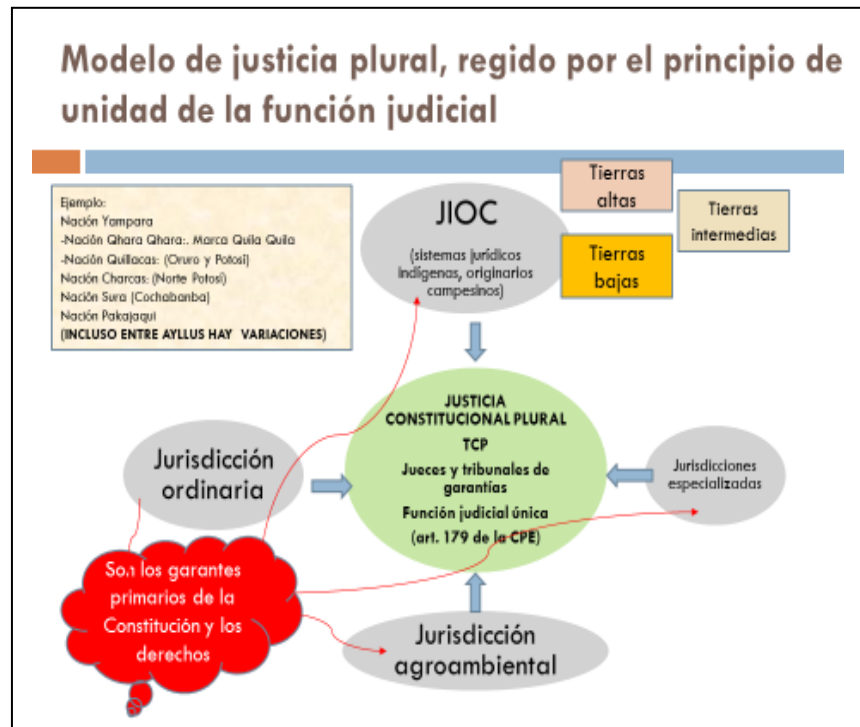 Modelo de justicia plural, regido por el principio de
unidad de la función judicial
Ejemplo:
Nación Yampara
-Nación Qhara Qhara:. Marca Quila Quila
-Nación Quillacas: (Oruro y Potosí)
Nación Charcas: (Norte Potosí)
Nación Sura (Cochabanba)
Nación Pakajaqui
(INCLUSO ENTRE AYLLUS HAY VARIACIONES)
JIOC
(sistemas jurídicos
indígenas, originarios
campesinos)
Tierras
altas
Tierras
intermedias
Tierras
bajas
JUSTICIA
CONSTITUCIONAL PLURAL
TCP
Jueces y tribunales de
garantías
Función judicial única
(art. 179 de la CPE)
Jurisdicción
ordinaria
Jurisdicciones
especializadas
Son los garantes
primarios de la
Constitución y los
derechos
Jurisdicción
agroambiental